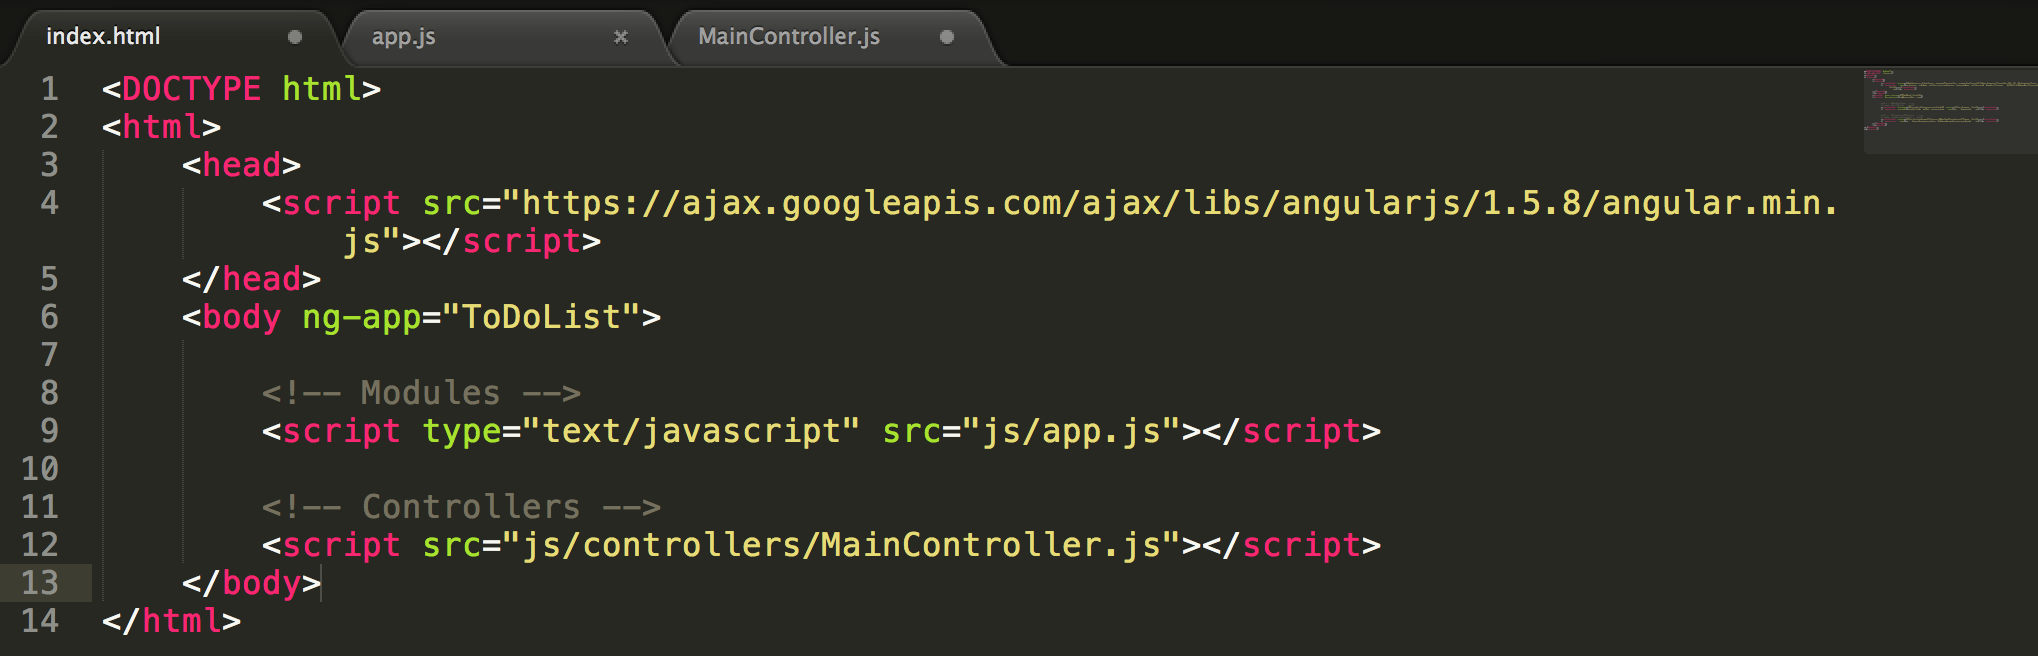 index.html app.js MainController.js
1 <DOCTYPE html>
2 <html>
3 <head>
4 <script src="https://ajax.googleapis.com/ajax/libs/angularjs/1.5.8/angular.min.
js"></script>
5 </head>
6 <body ng-app="ToDoList">
7
8 <!-- Modules -->
9 <script type="text/javascript" src="js/app.js"></script>
10
11 <!-- Controllers -->
12 <script src="js/controllers/MainController.js"></script>
13 </body>
14 </html>